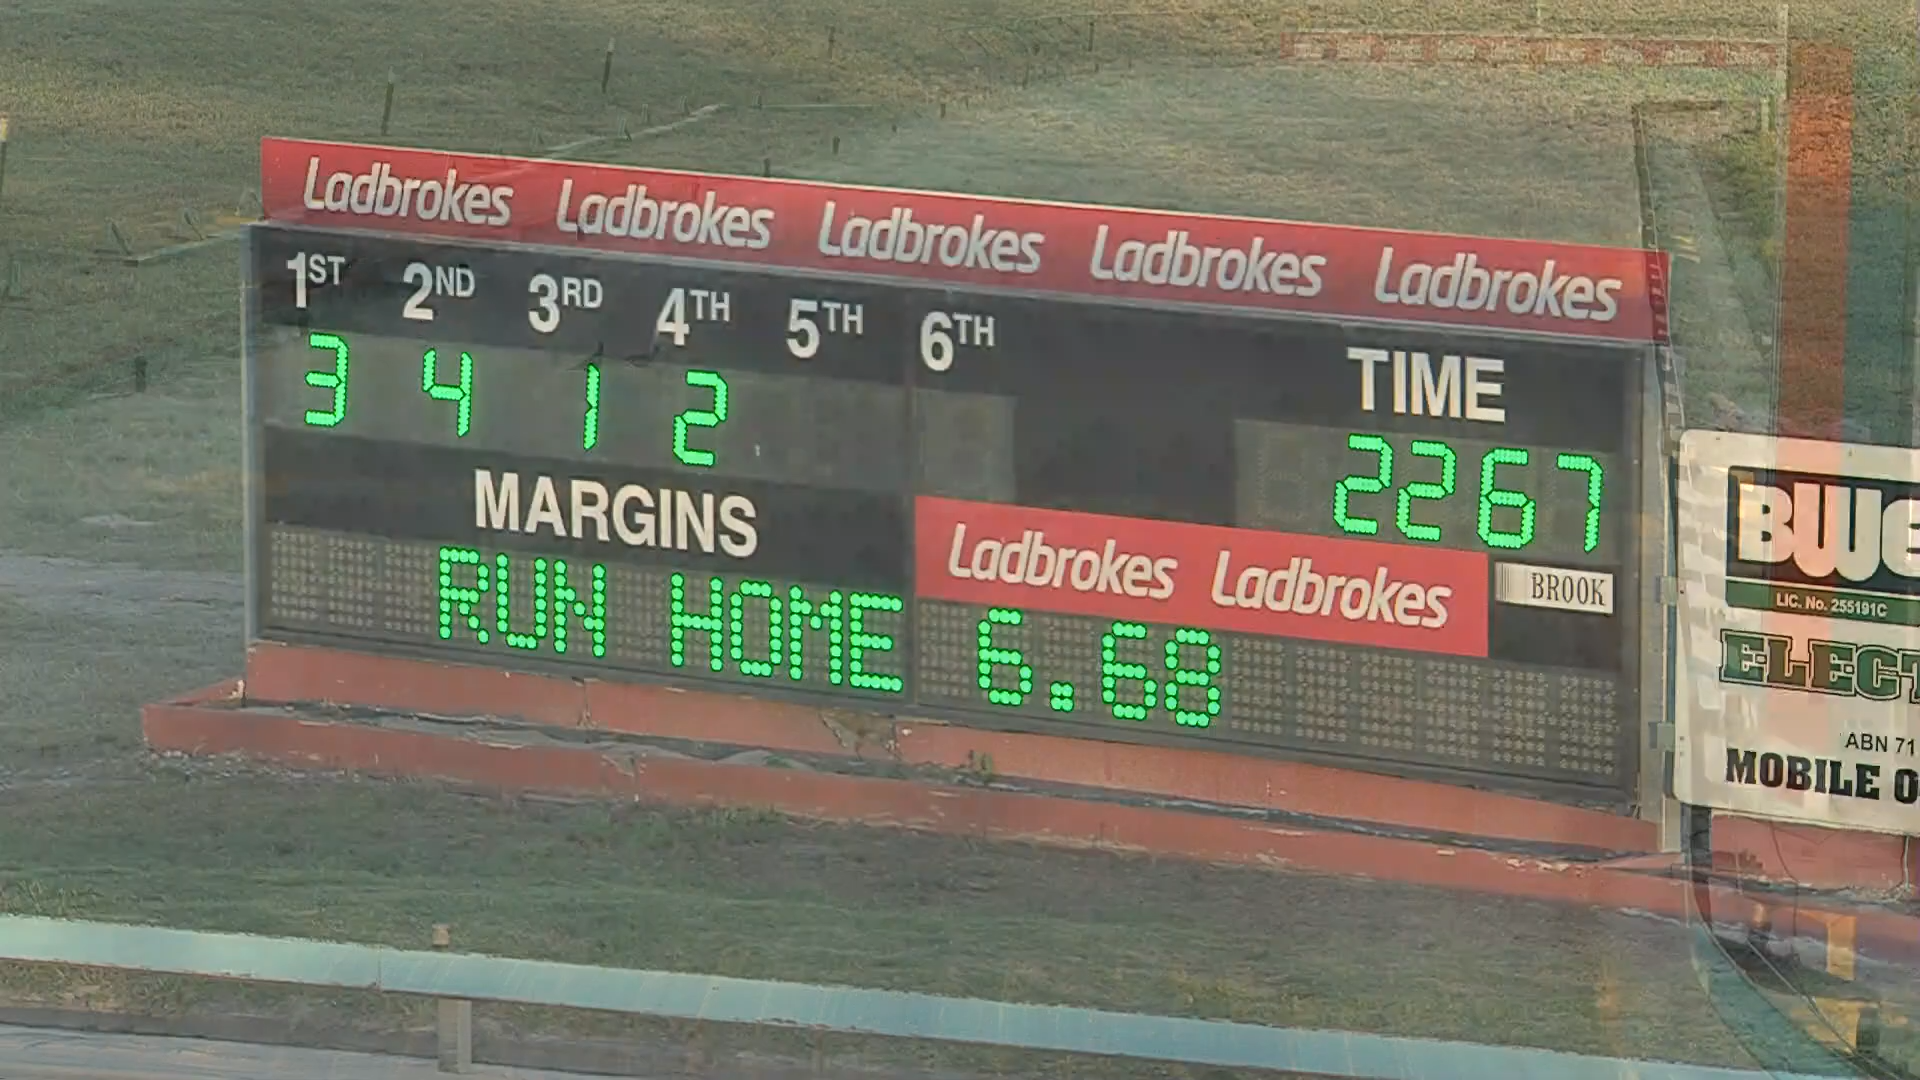 Ladbrokes Ladbrokes Ladbrokes Ladbrokes Ladbrokes
1ST 2ND 3RD 4TH 5TH 6TH
TIME
3 4 1 2
2267
MARGINS
Ladbrokes Ladbrokes
BROOK
RUN HOME 6.68
BWE
LIC. No. 255191C
ELECT
ABN 71
MOBILE O